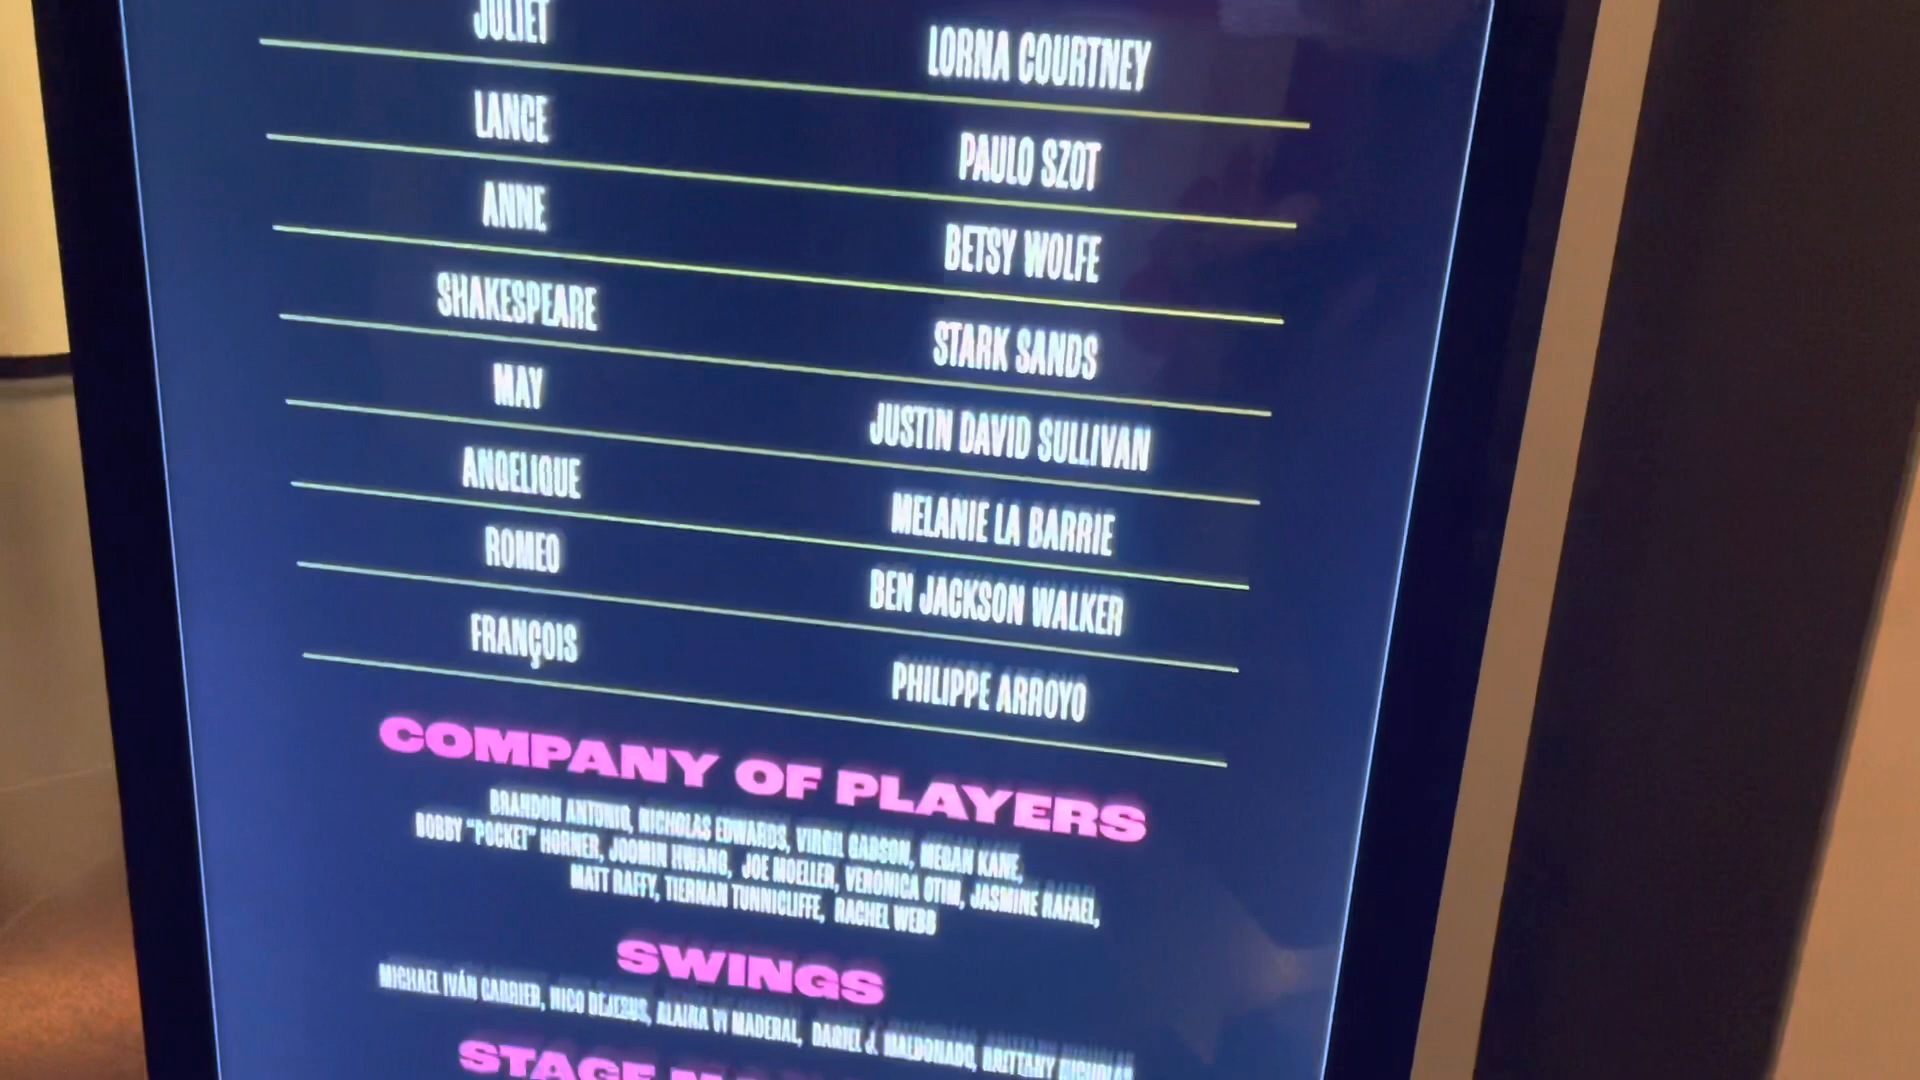 JULIET LORNA COURTNEY
LANCE PAULO SZOT
ANNE BETSY WOLFE
SHAKESPEARE STARK SANDS
MAY JUSTIN DAVID SULLIVAN
ANGELIQUE MELANIE LA BARRIE
ROMEO BEN JACKSON WALKER
FRANÇOIS PHILIPPE ARROYO
COMPANY OF PLAYERS
BRANDON ANTONIO, NICHOLAS EDWARDS, VIRGIL GADSON, MEGAN KANE,
BOBBY "POCKET" HORNER, JOOMIN HWANG, JOE MOELLER, VERONICA OTIM, JASMINE RAFAEL,
MATT RAFFY, TIERNAN TUNNICLIFFE, RACHEL WEBB
SWINGS
MICHAEL IVÁN CARRIER, NICO DEJESUS, ALAINA VI MADERAL, DANIEL J. MALDONADO, BRITTANY NICHOLAS
STAGE